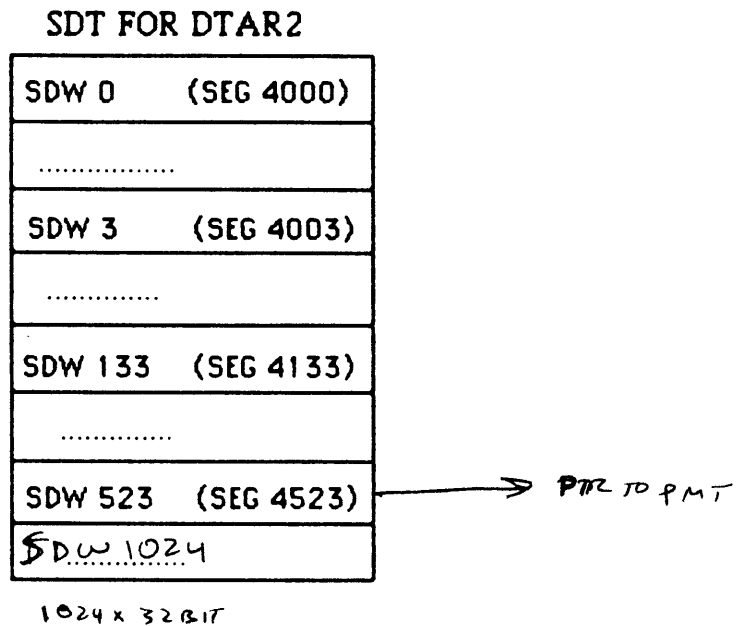 SDT FOR DTAR2
SDW 0 (SEG 4000)
.................
SDW 3 (SEG 4003)
..............
SDW 133 (SEG 4133)
..............
SDW 523 (SEG 4523) PTR TO PMT
SDW 1024
1024 x 32 BIT